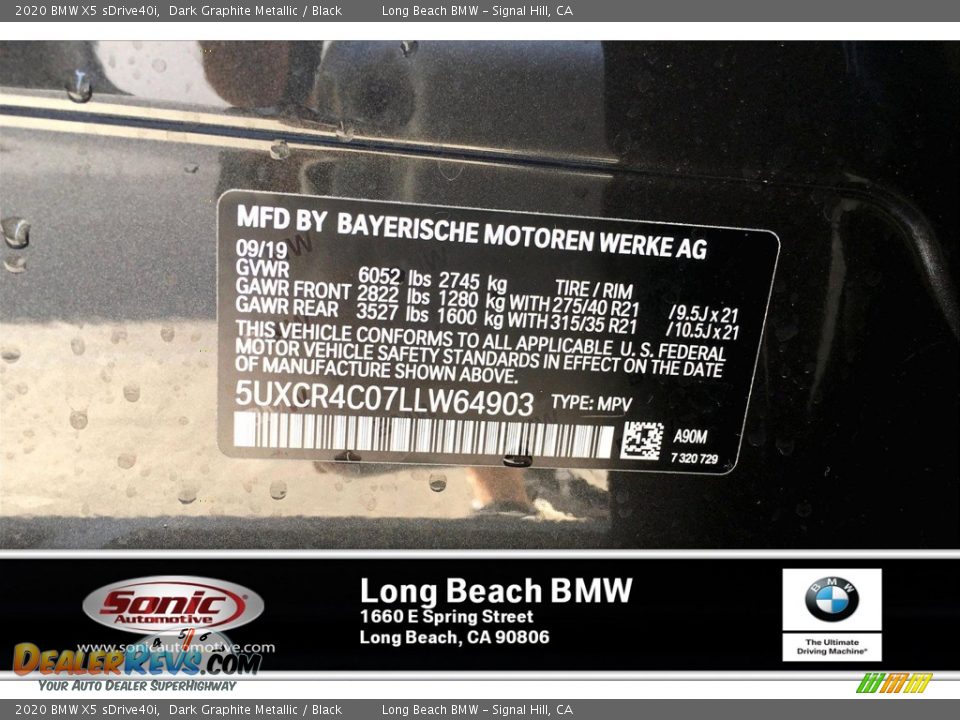 2020 BMW X5 sDrive40i, Dark Graphite Metallic / Black Long Beach BMW - Signal Hill, CA
MFD BY BAYERISCHE MOTOREN WERKE AG
09/19
GVWR 6052 lbs 2745 kg TIRE / RIM
GAWR FRONT 2822 lbs 1280 kg WITH 275/40 R21 /9.5J x 21
GAWR REAR 3527 lbs 1600 kg WITH 315/35 R21 /10.5J x 21
THIS VEHICLE CONFORMS TO ALL APPLICABLE U. S. FEDERAL
MOTOR VEHICLE SAFETY STANDARDS IN EFFECT ON THE DATE
OF MANUFACTURE SHOWN ABOVE.
5UXCR4C07LLW64903 TYPE: MPV
A90M
7 320 729
Sonic
Automotive
www.sonicautomotive.com
Long Beach BMW
1660 E Spring Street
Long Beach, CA 90806
BMW
The Ultimate
Driving Machine®
4 5 6
DealerRevs.com
Your Auto Dealer SuperHighway
2020 BMW X5 sDrive40i, Dark Graphite Metallic / Black Long Beach BMW - Signal Hill, CA